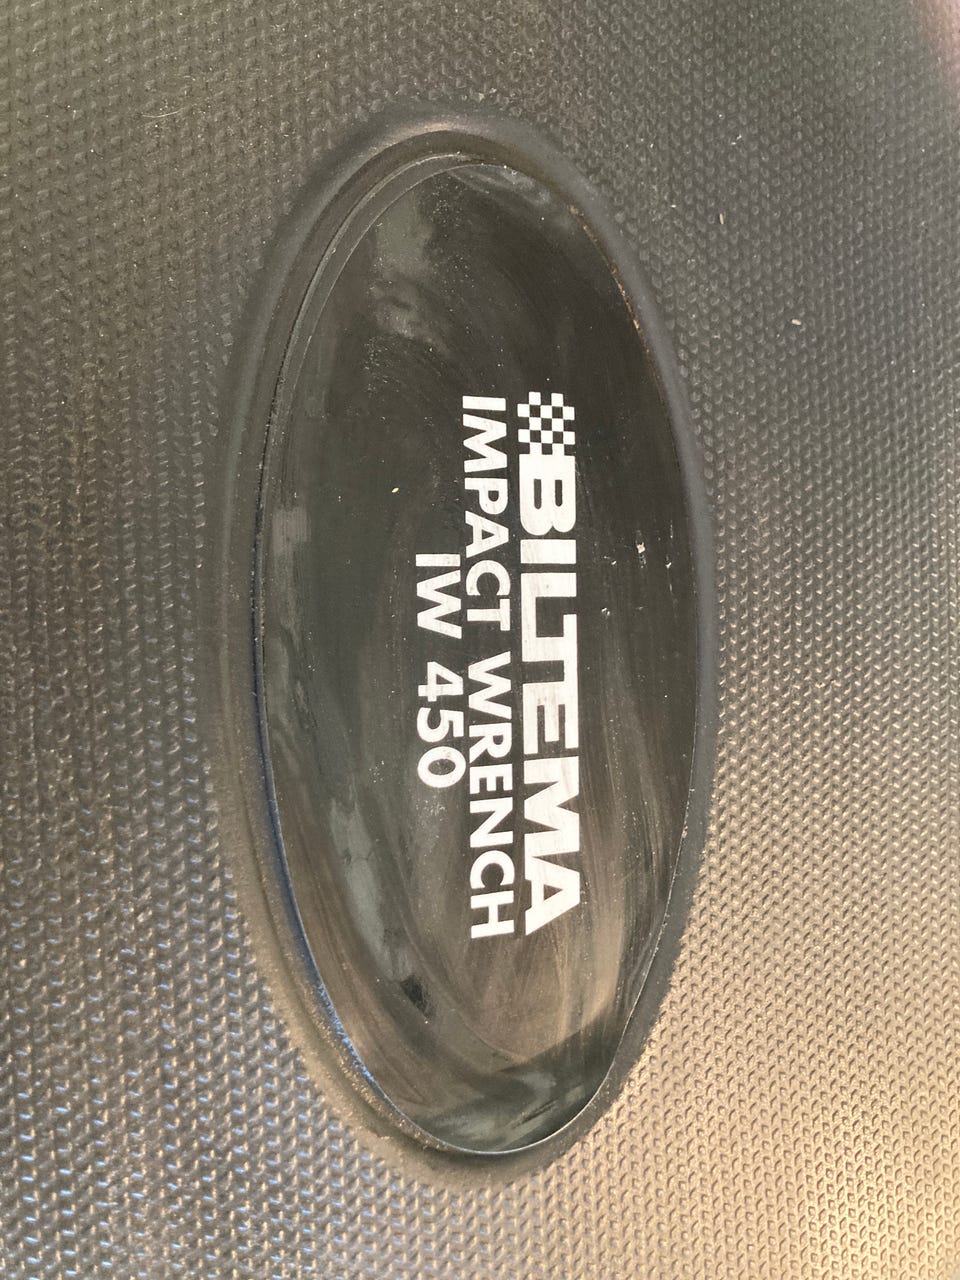 BILTEMA
IMPACT WRENCH
IW 450